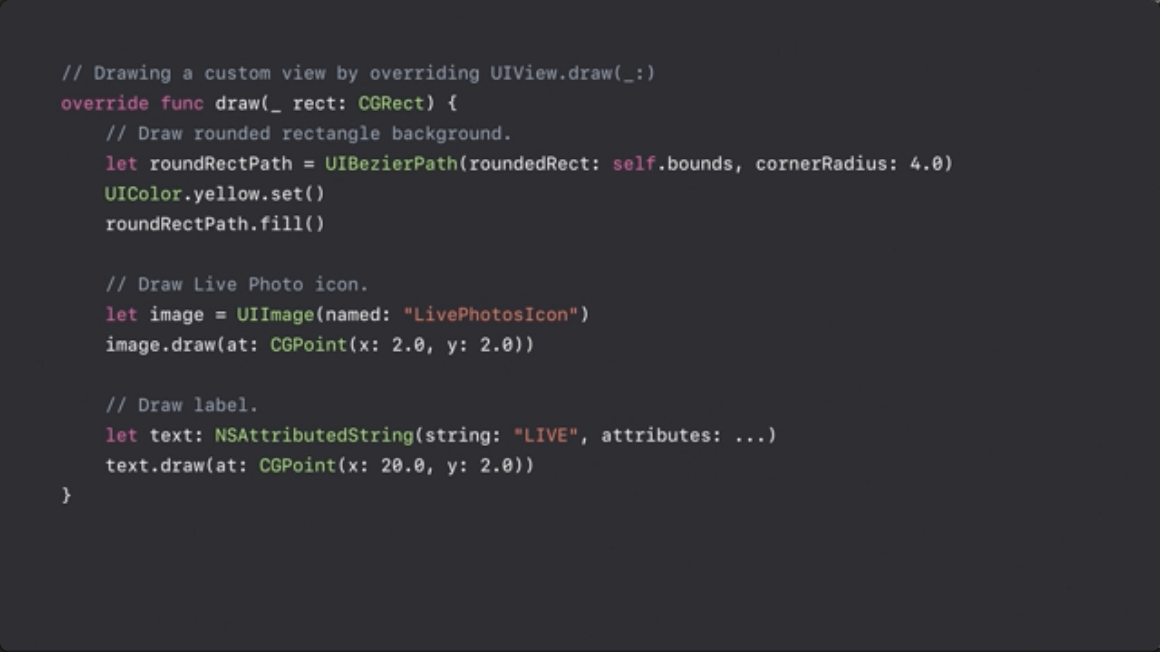 // Drawing a custom view by overriding UIView.draw(_:)
override func draw(_ rect: CGRect) {
    // Draw rounded rectangle background.
    let roundRectPath = UIBezierPath(roundedRect: self.bounds, cornerRadius: 4.0)
    UIColor.yellow.set()
    roundRectPath.fill()

    // Draw Live Photo icon.
    let image = UIImage(named: "LivePhotosIcon")
    image.draw(at: CGPoint(x: 2.0, y: 2.0))

    // Draw label.
    let text: NSAttributedString(string: "LIVE", attributes: ...)
    text.draw(at: CGPoint(x: 20.0, y: 2.0))
}